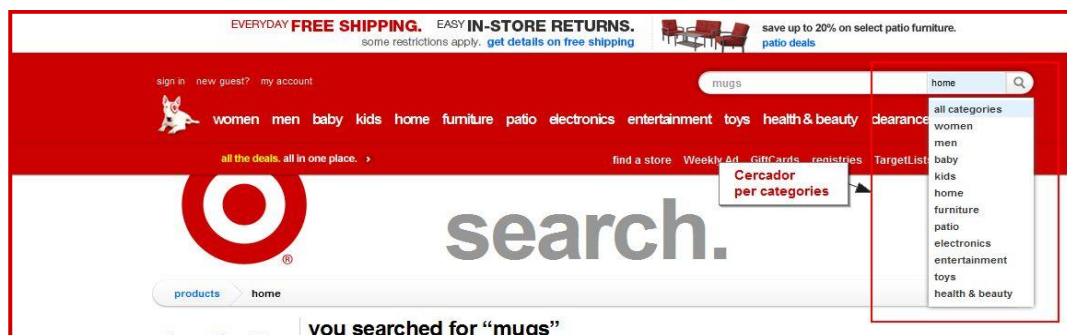 EVERYDAY FREE SHIPPING. EASY IN-STORE RETURNS.
some restrictions apply. get details on free shipping
save up to 20% on select patio furniture.
patio deals
sign in new guest? my account
mugs
home
women men baby kids home furniture patio electronics entertainment toys health & beauty clearance
all the deals. all in one place. ›
find a store Weekly Ad GiftCards registries TargetLists
all categories
women
men
baby
kids
home
furniture
patio
electronics
entertainment
toys
health & beauty
Cercador
per categories
®
search.
products home
you searched for “mugs”